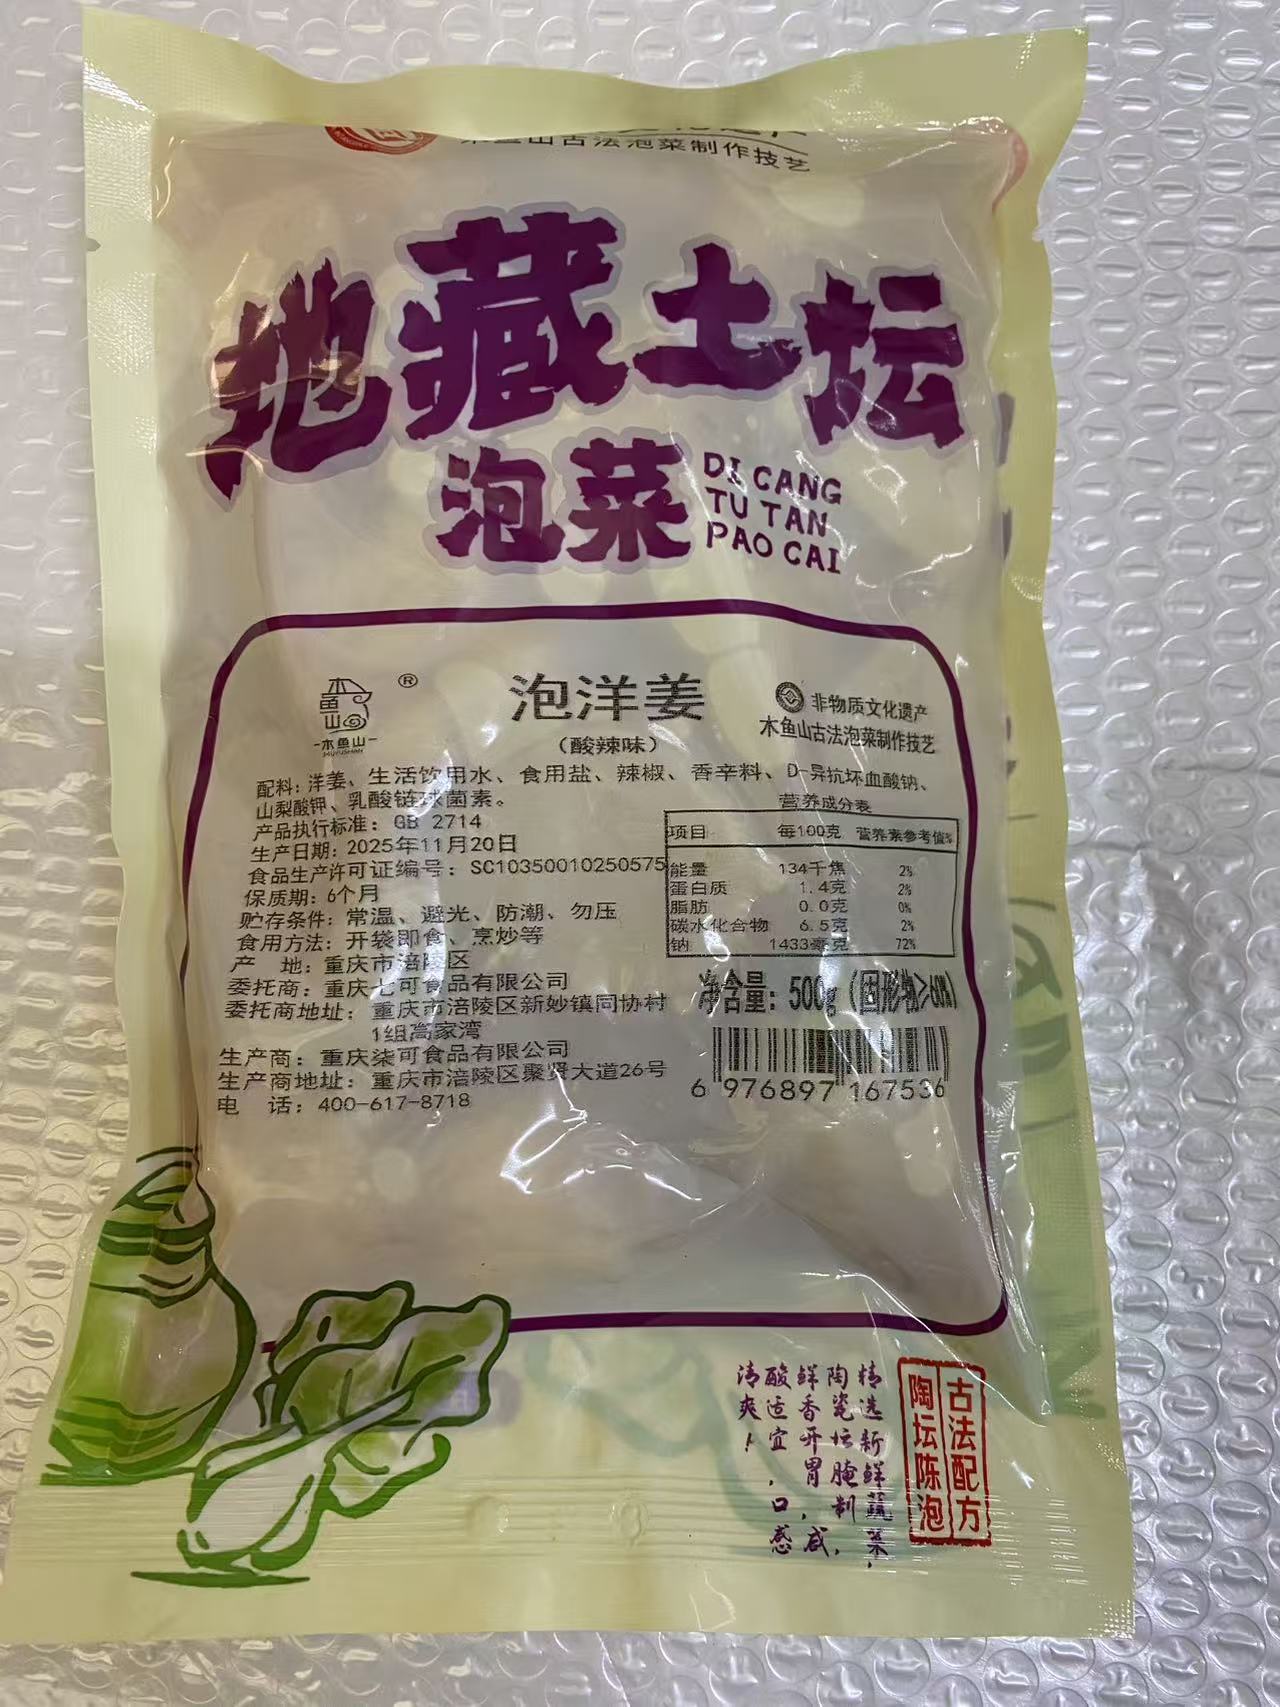 木鱼山古法泡菜制作技艺
地藏土坛
泡菜
DI CANG
TU TAN
PAO CAI
木鱼山
®
-木鱼山-
MUYUSHAN
泡洋姜
(酸辣味)
非物质文化遗产
木鱼山古法泡菜制作技艺
配料：洋姜、生活饮用水、食用盐、辣椒、香辛料、D-异抗坏血酸钠、
山梨酸钾、乳酸链球菌素。
产品执行标准：GB 2714
生产日期：2025年11月20日
食品生产许可证编号：SC10350010250575
保质期：6个月
贮存条件：常温、避光、防潮、勿压
食用方法：开袋即食、烹炒等
产 地：重庆市涪陵区
委托商：重庆七可食品有限公司
委托商地址：重庆市涪陵区新妙镇同协村
1组高家湾
生产商：重庆柒可食品有限公司
生产商地址：重庆市涪陵区聚贤大道26号
电 话：400-617-8718
营养成分表
项目 每100克 营养素参考值%
能量 134千焦 2%
蛋白质 1.4克 2%
脂肪 0.0克 0%
碳水化合物 6.5克 2%
钠 1433毫克 72%
净含量：500g（固形物≥60%）
6 976897 167536
精选新鲜蔬菜，
陶瓷坛腌制，
鲜香开胃，咸
酸适宜，口感
清爽！
古法配方
陶坛陈泡